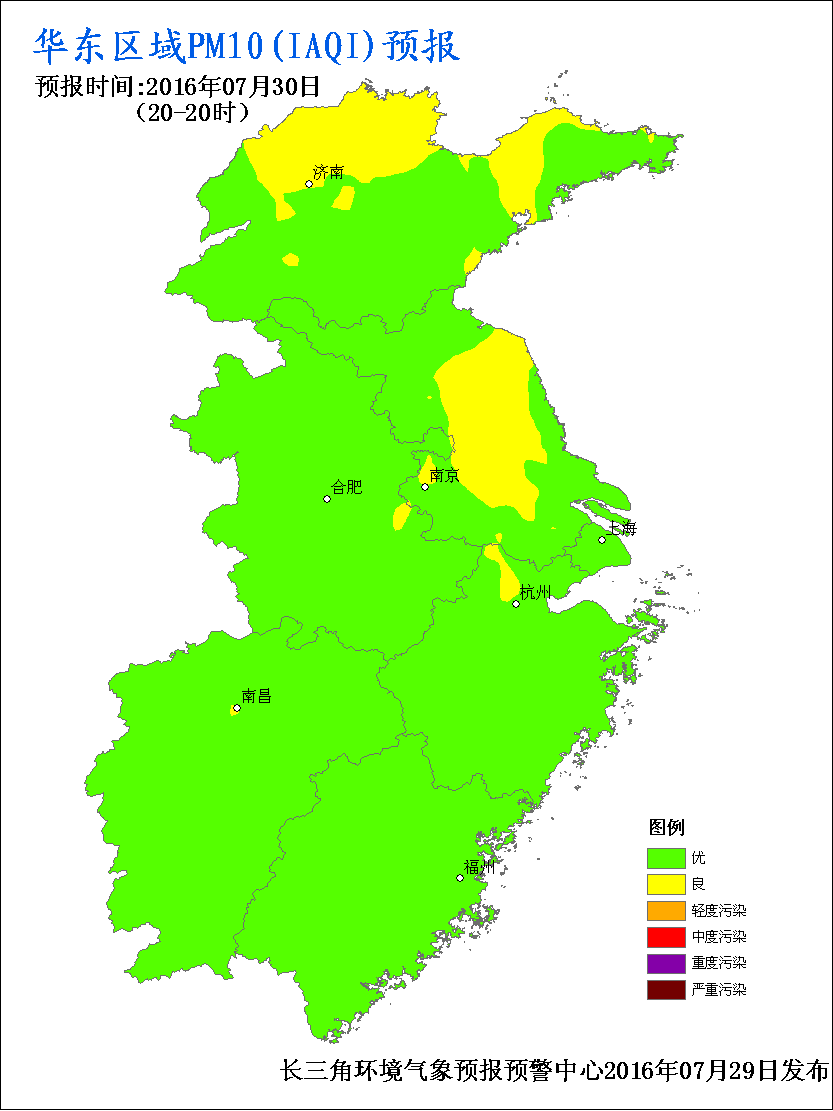 华东区域PM10(IAQI)预报
预报时间:2016年07月30日
(20-20时)
济南
南京
合肥
上海
杭州
南昌
福州
图例
优
良
轻度污染
中度污染
重度污染
严重污染
长三角环境气象预报预警中心2016年07月29日发布